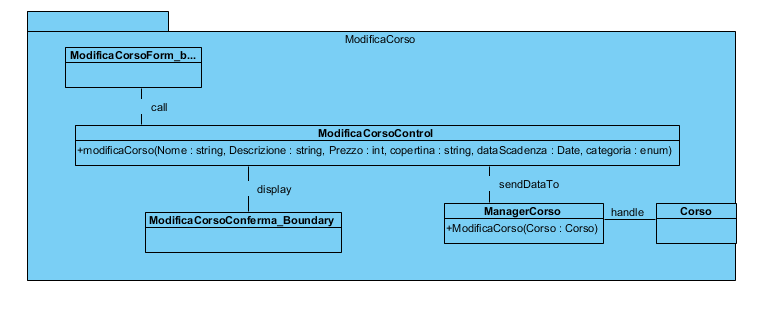 ModificaCorso
ModificaCorsoForm_b...
call
ModificaCorsoControl
+modificaCorso(Nome : string, Descrizione : string, Prezzo : int, copertina : string, dataScadenza : Date, categoria : enum)
display
sendDataTo
ModificaCorsoConferma_Boundary
ManagerCorso
+ModificaCorso(Corso : Corso)
handle
Corso